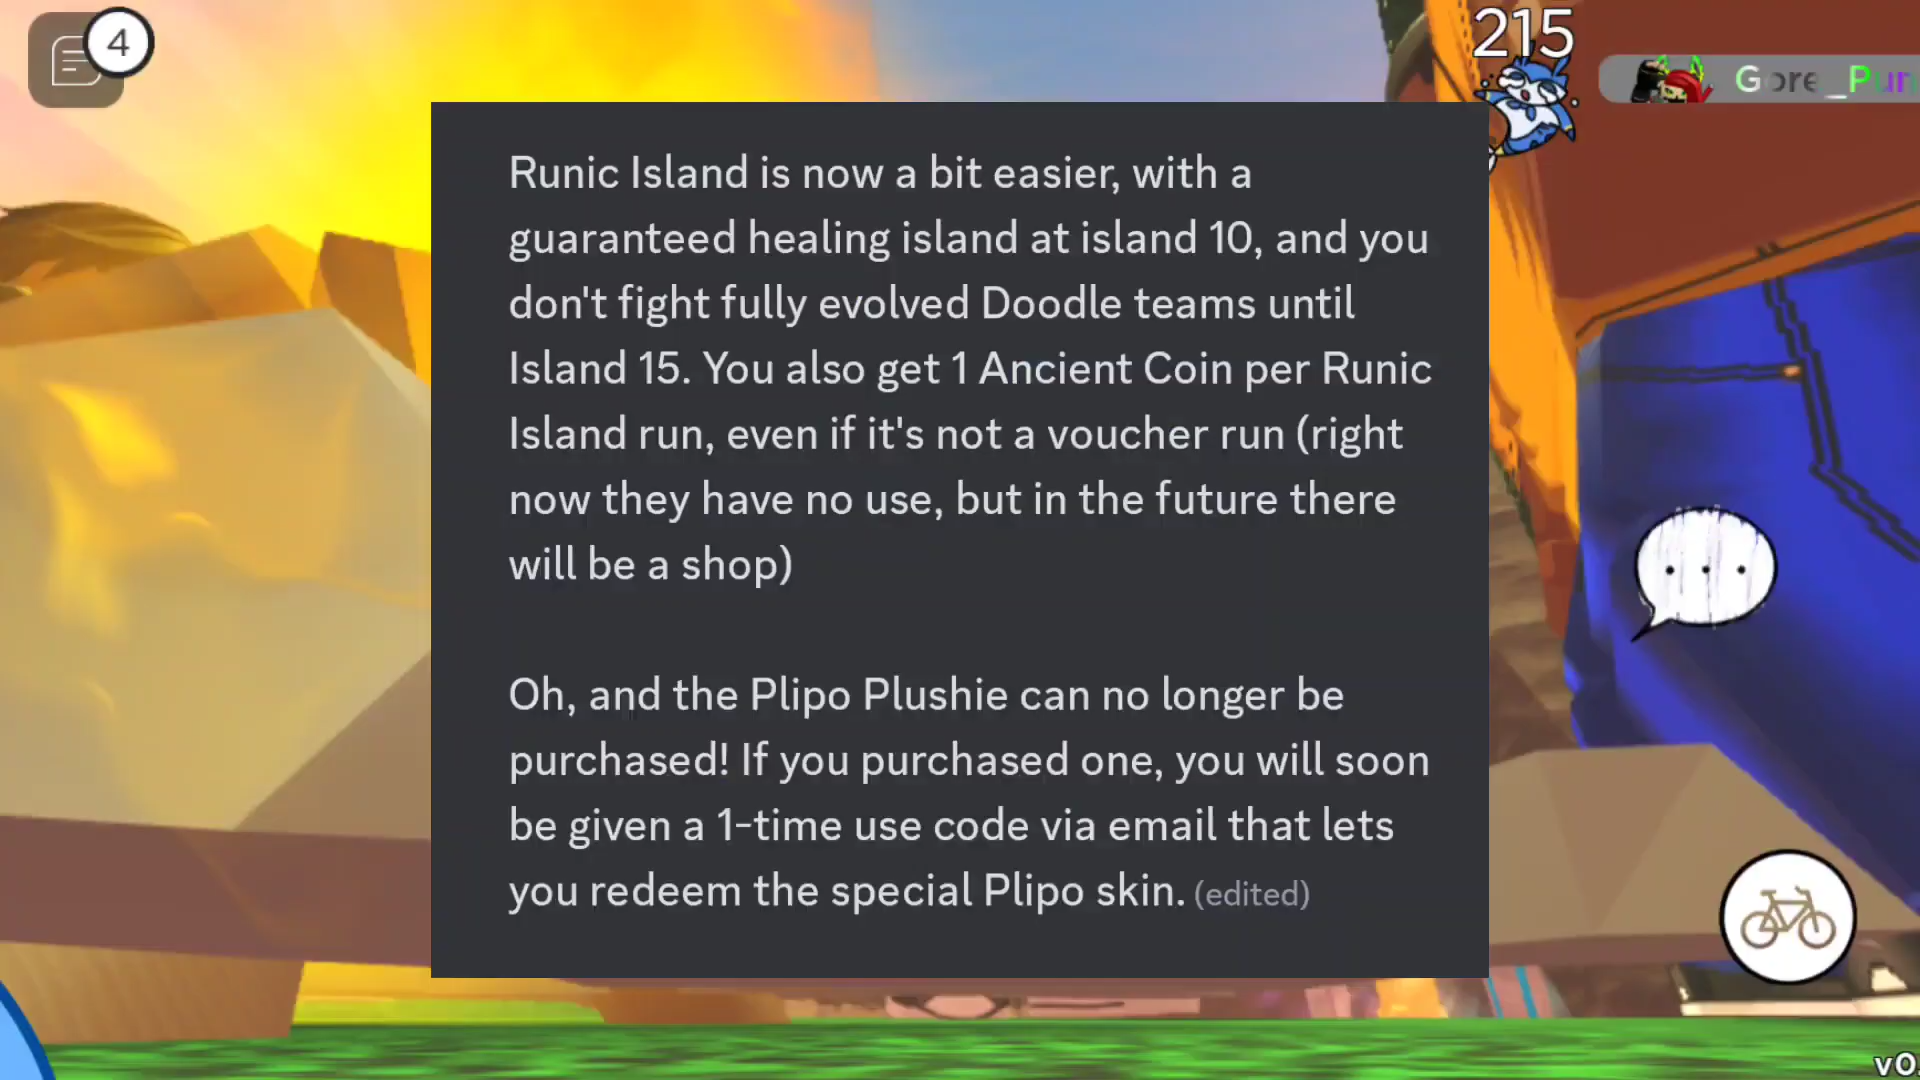 4
215
Gore_Pun
Runic Island is now a bit easier, with a
guaranteed healing island at island 10, and you
don't fight fully evolved Doodle teams until
Island 15. You also get 1 Ancient Coin per Runic
Island run, even if it's not a voucher run (right
now they have no use, but in the future there
will be a shop)
Oh, and the Plipo Plushie can no longer be
purchased! If you purchased one, you will soon
be given a 1-time use code via email that lets
you redeem the special Plipo skin. (edited)
v0.